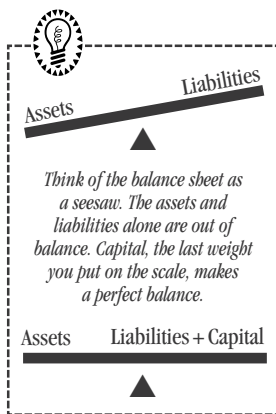 Liabilities
Assets
Think of the balance sheet as
a seesaw. The assets and
liabilities alone are out of
balance. Capital, the last weight
you put on the scale, makes
a perfect balance.
Assets Liabilities + Capital